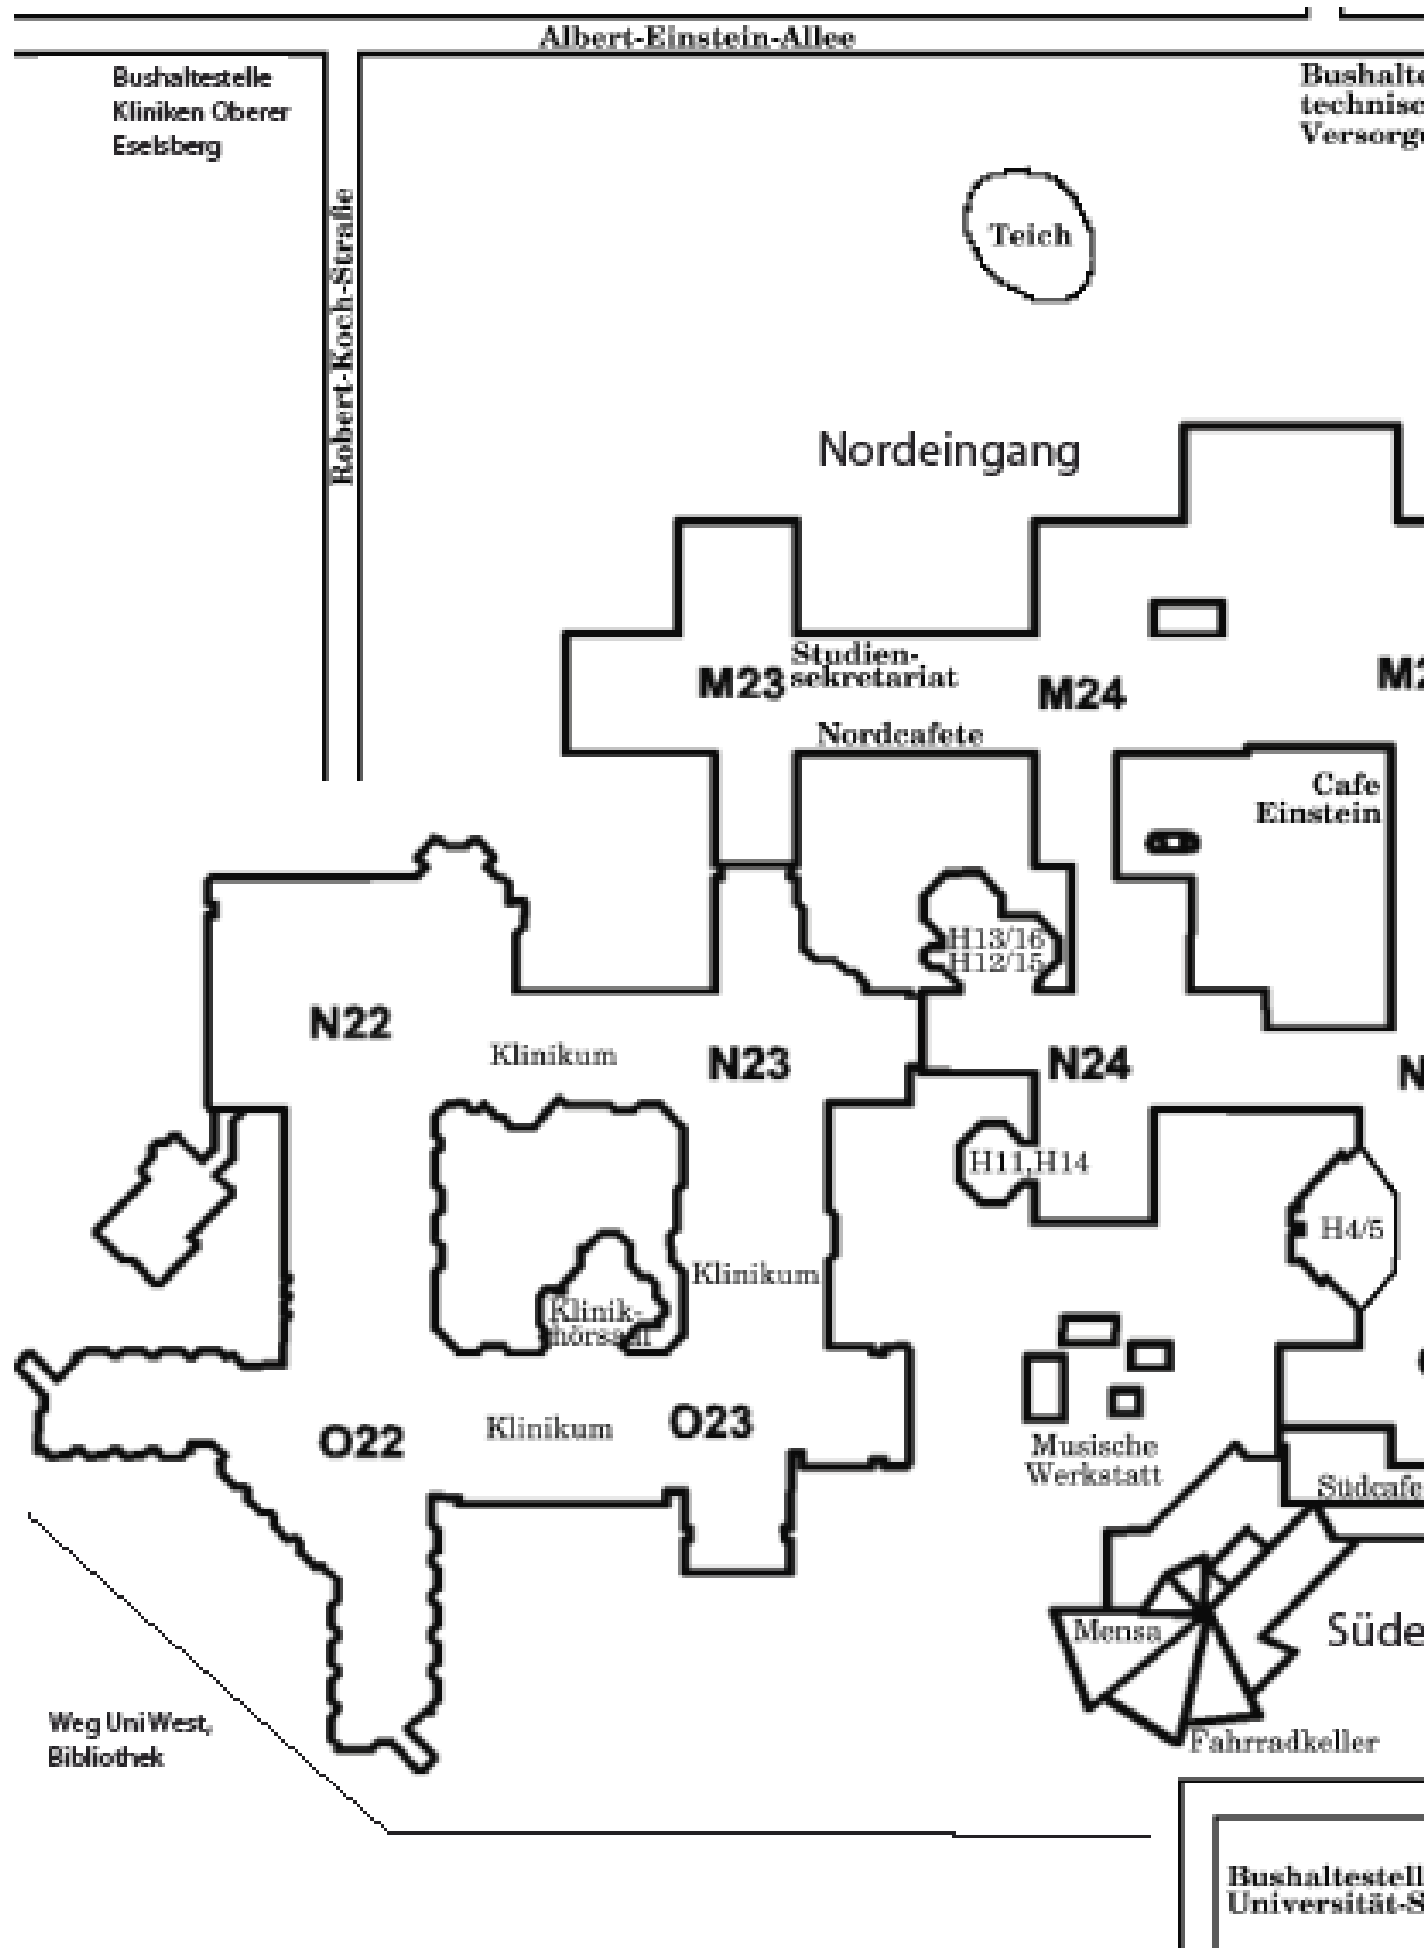 Albert-Einstein-Allee
Bushaltestelle
Kliniken Oberer
Eselsberg
Robert-Koch-Straße
Teich
Nordeingang
Studien-
M23 sekretariat
M24
Nordcafete
Cafe
Einstein
H13/16
H12/15
N22
Klinikum
N23
N24
H11,H14
H4/5
Klinikum
Klinik-
hörsaal
O22
Klinikum
O23
Musische
Werkstatt
Mensa
Fahrradkeller
Weg Uni West,
Bibliothek